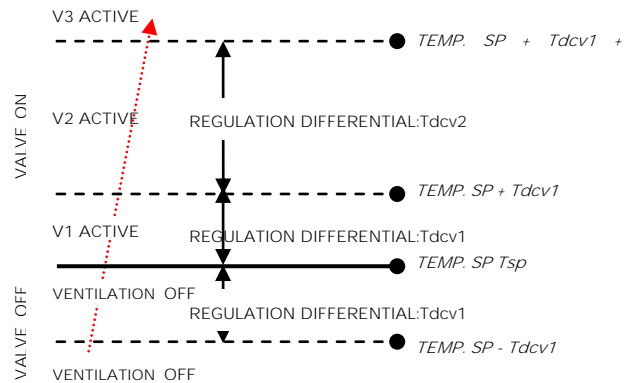 V3 ACTIVE
TEMP. SP + Tdcv1 +
VALVE ON
V2 ACTIVE
REGULATION DIFFERENTIAL:Tdcv2
TEMP. SP + Tdcv1
V1 ACTIVE
REGULATION DIFFERENTIAL:Tdcv1
TEMP. SP Tsp
VENTILATION OFF
VALVE OFF
REGULATION DIFFERENTIAL:Tdcv1
TEMP. SP - Tdcv1
VENTILATION OFF